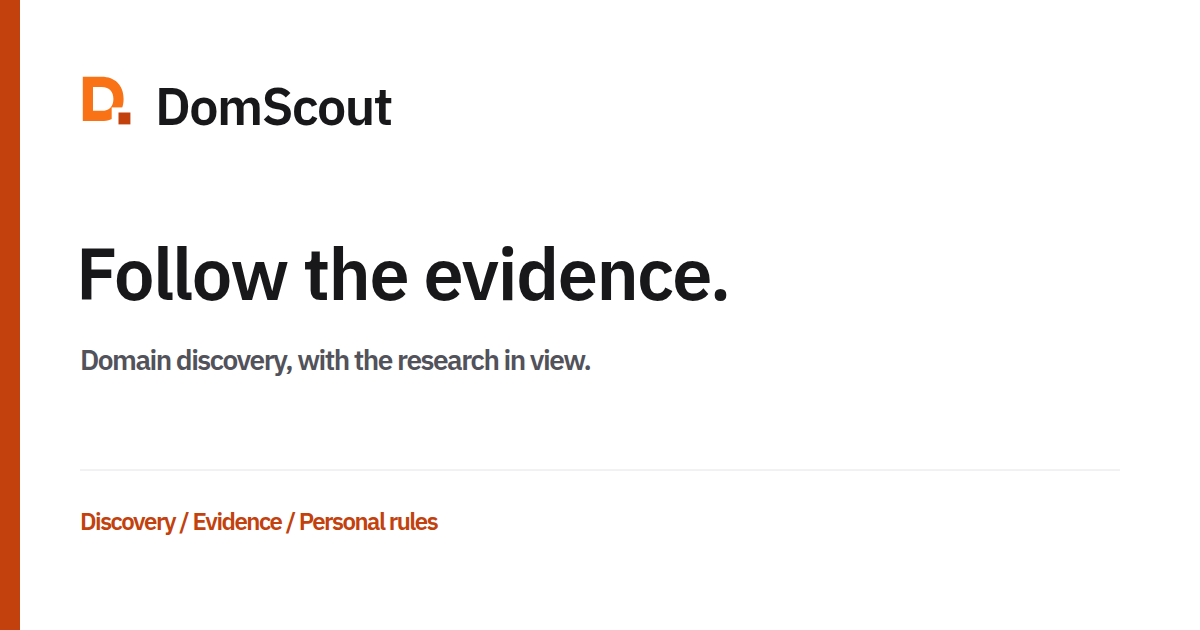 D.
DomScout
Follow the evidence.
Domain discovery, with the research in view.
Discovery / Evidence / Personal rules